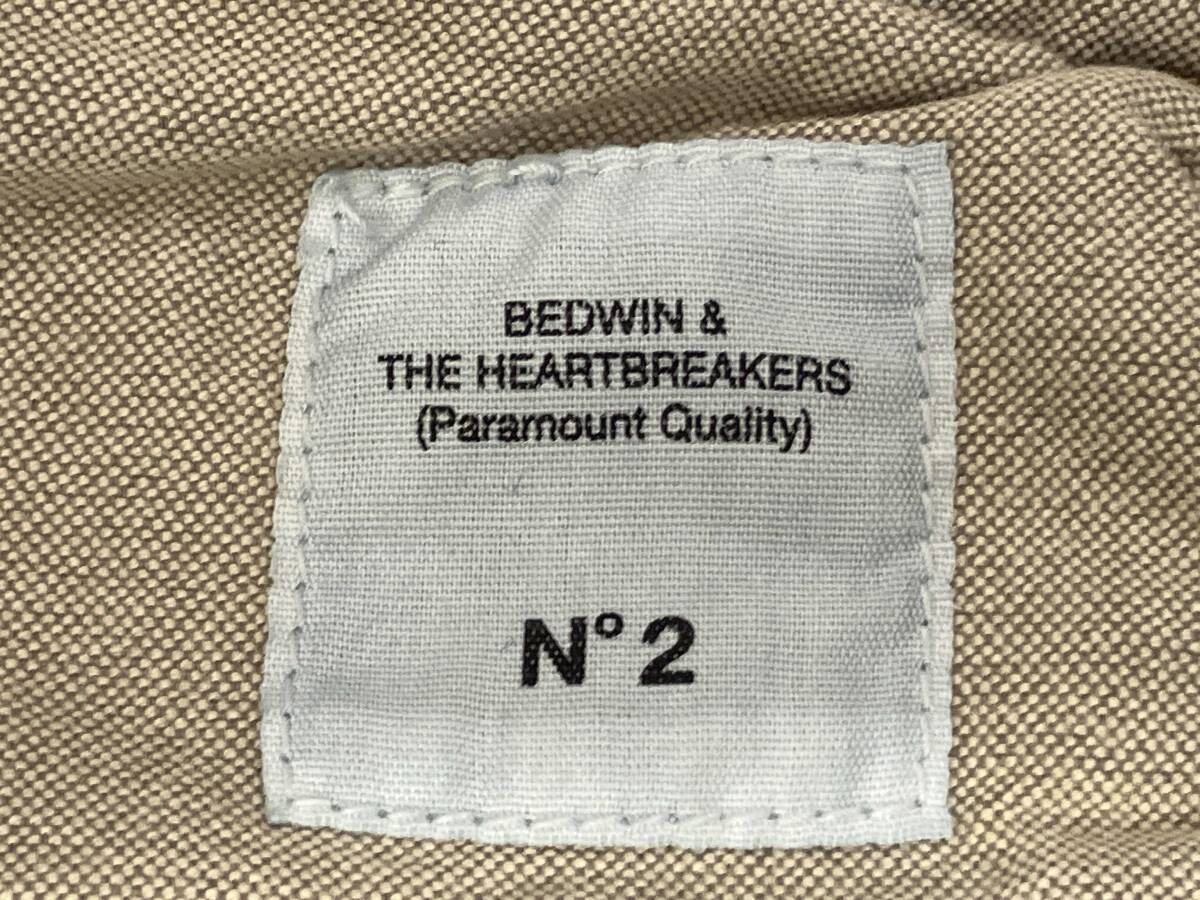 BEDWIN &
THE HEARTBREAKERS
(Paramount Quality)
N° 2